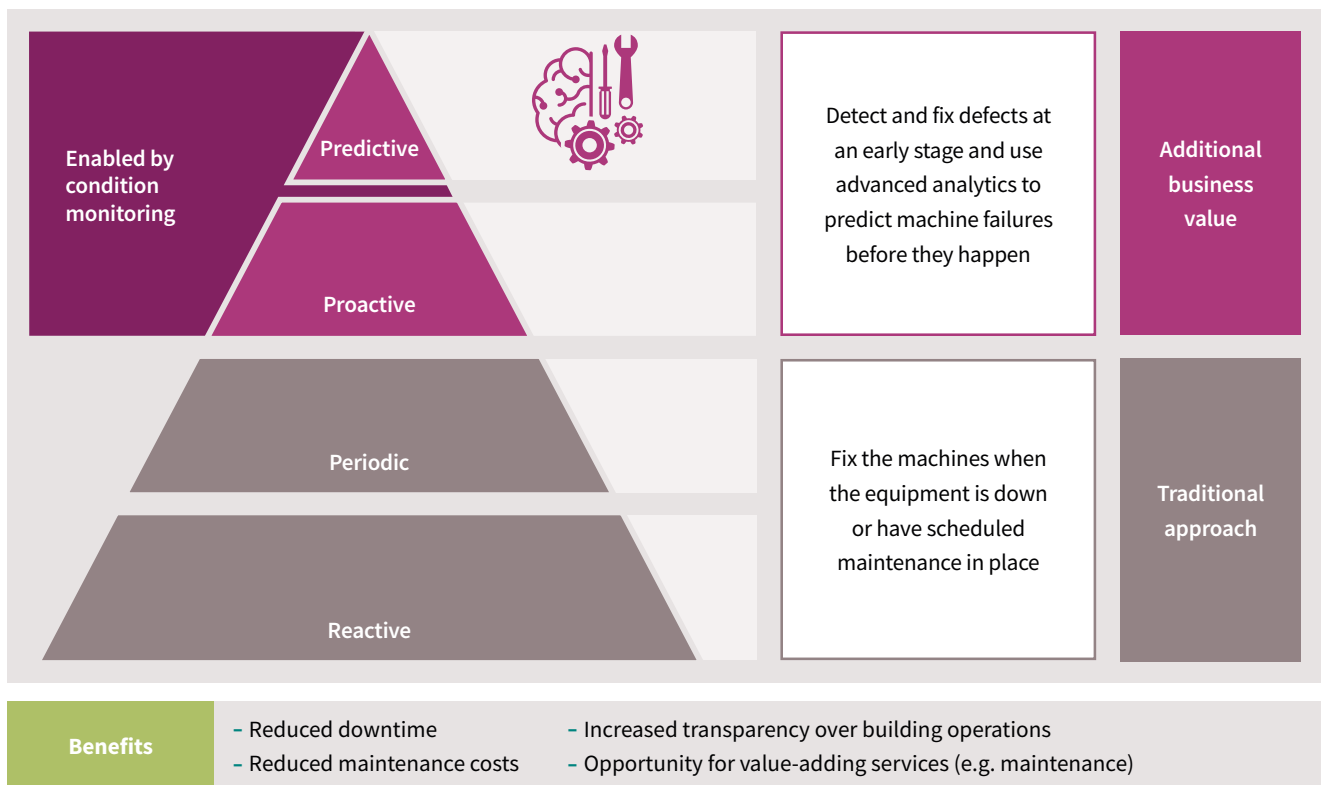 Enabled by
condition
monitoring
Predictive
Proactive
Detect and fix defects at
an early stage and use
advanced analytics to
predict machine failures
before they happen
Additional
business
value
Periodic
Reactive
Fix the machines when
the equipment is down
or have scheduled
maintenance in place
Traditional
approach
Benefits
– Reduced downtime
– Reduced maintenance costs
– Increased transparency over building operations
– Opportunity for value-adding services (e.g. maintenance)